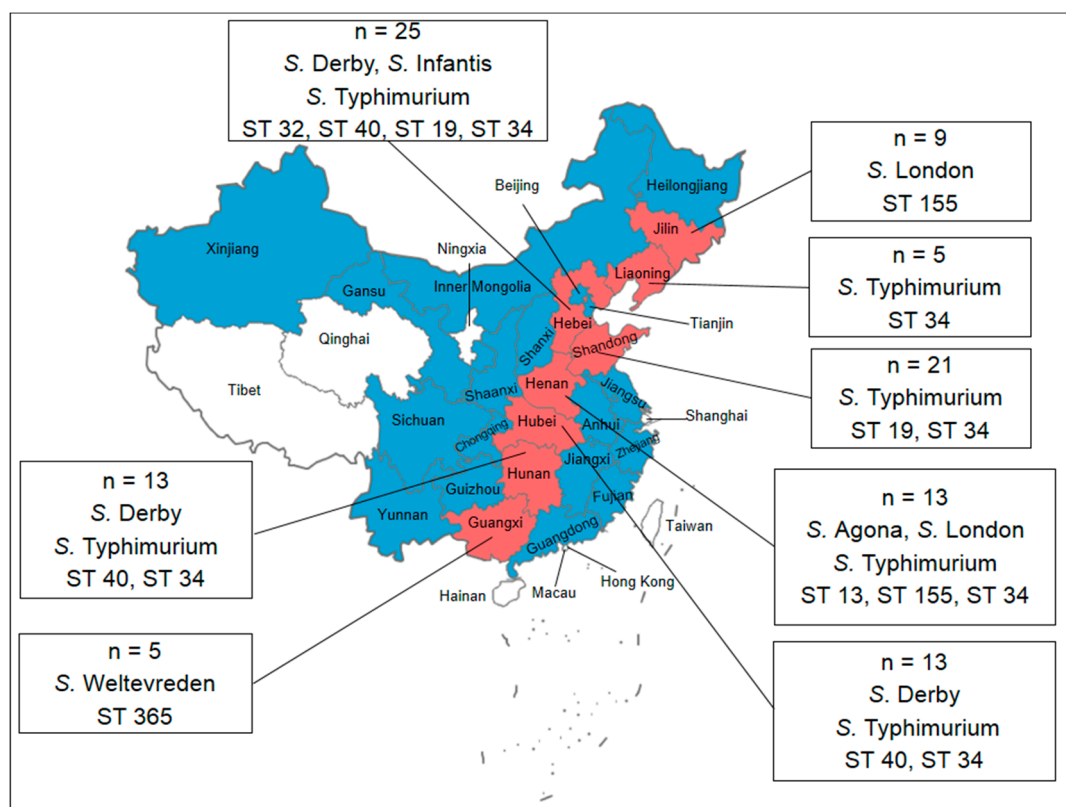 n = 25
S. Derby, S. Infantis
S. Typhimurium
ST 32, ST 40, ST 19, ST 34
n = 9
S. London
ST 155
n = 5
S. Typhimurium
ST 34
n = 21
S. Typhimurium
ST 19, ST 34
n = 13
S. Agona, S. London
S. Typhimurium
ST 13, ST 155, ST 34
n = 13
S. Derby
S. Typhimurium
ST 40, ST 34
n = 13
S. Derby
S. Typhimurium
ST 40, ST 34
n = 5
S. Weltevreden
ST 365
Beijing
Heilongjiang
Jilin
Xinjiang
Ningxia
Liaoning
Gansu
Inner Mongolia
Hebei
Tianjin
Qinghai
Shanxi
Shandong
Tibet
Shaanxi
Henan
Jiangsu
Shanghai
Sichuan
Chongqing
Hubei
Anhui
Zhejiang
Hunan
Jiangxi
Guizhou
Fujian
Yunnan
Guangxi
Guangdong
Taiwan
Hainan
Macau
Hong Kong